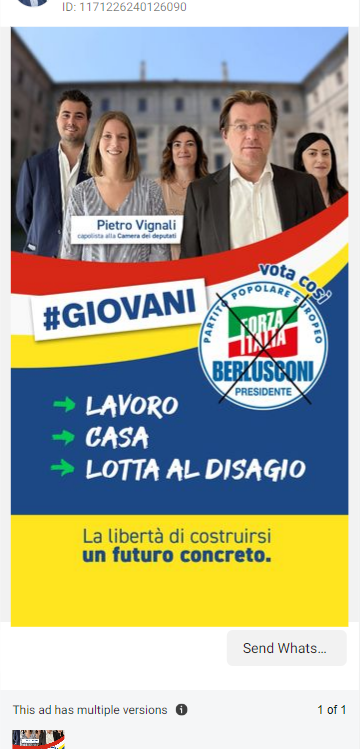 ID: 1171226240126090
Pietro Vignali
capolista alla Camera dei deputati
vota così
#GIOVANI
PARTITO POPOLARE EUROPEO
FORZA
ITALIA
BERLUSCONI
PRESIDENTE
LAVORO
CASA
LOTTA AL DISAGIO
La libertà di costruirsi
un futuro concreto.
Send Whats...
This ad has multiple versions
1 of 1